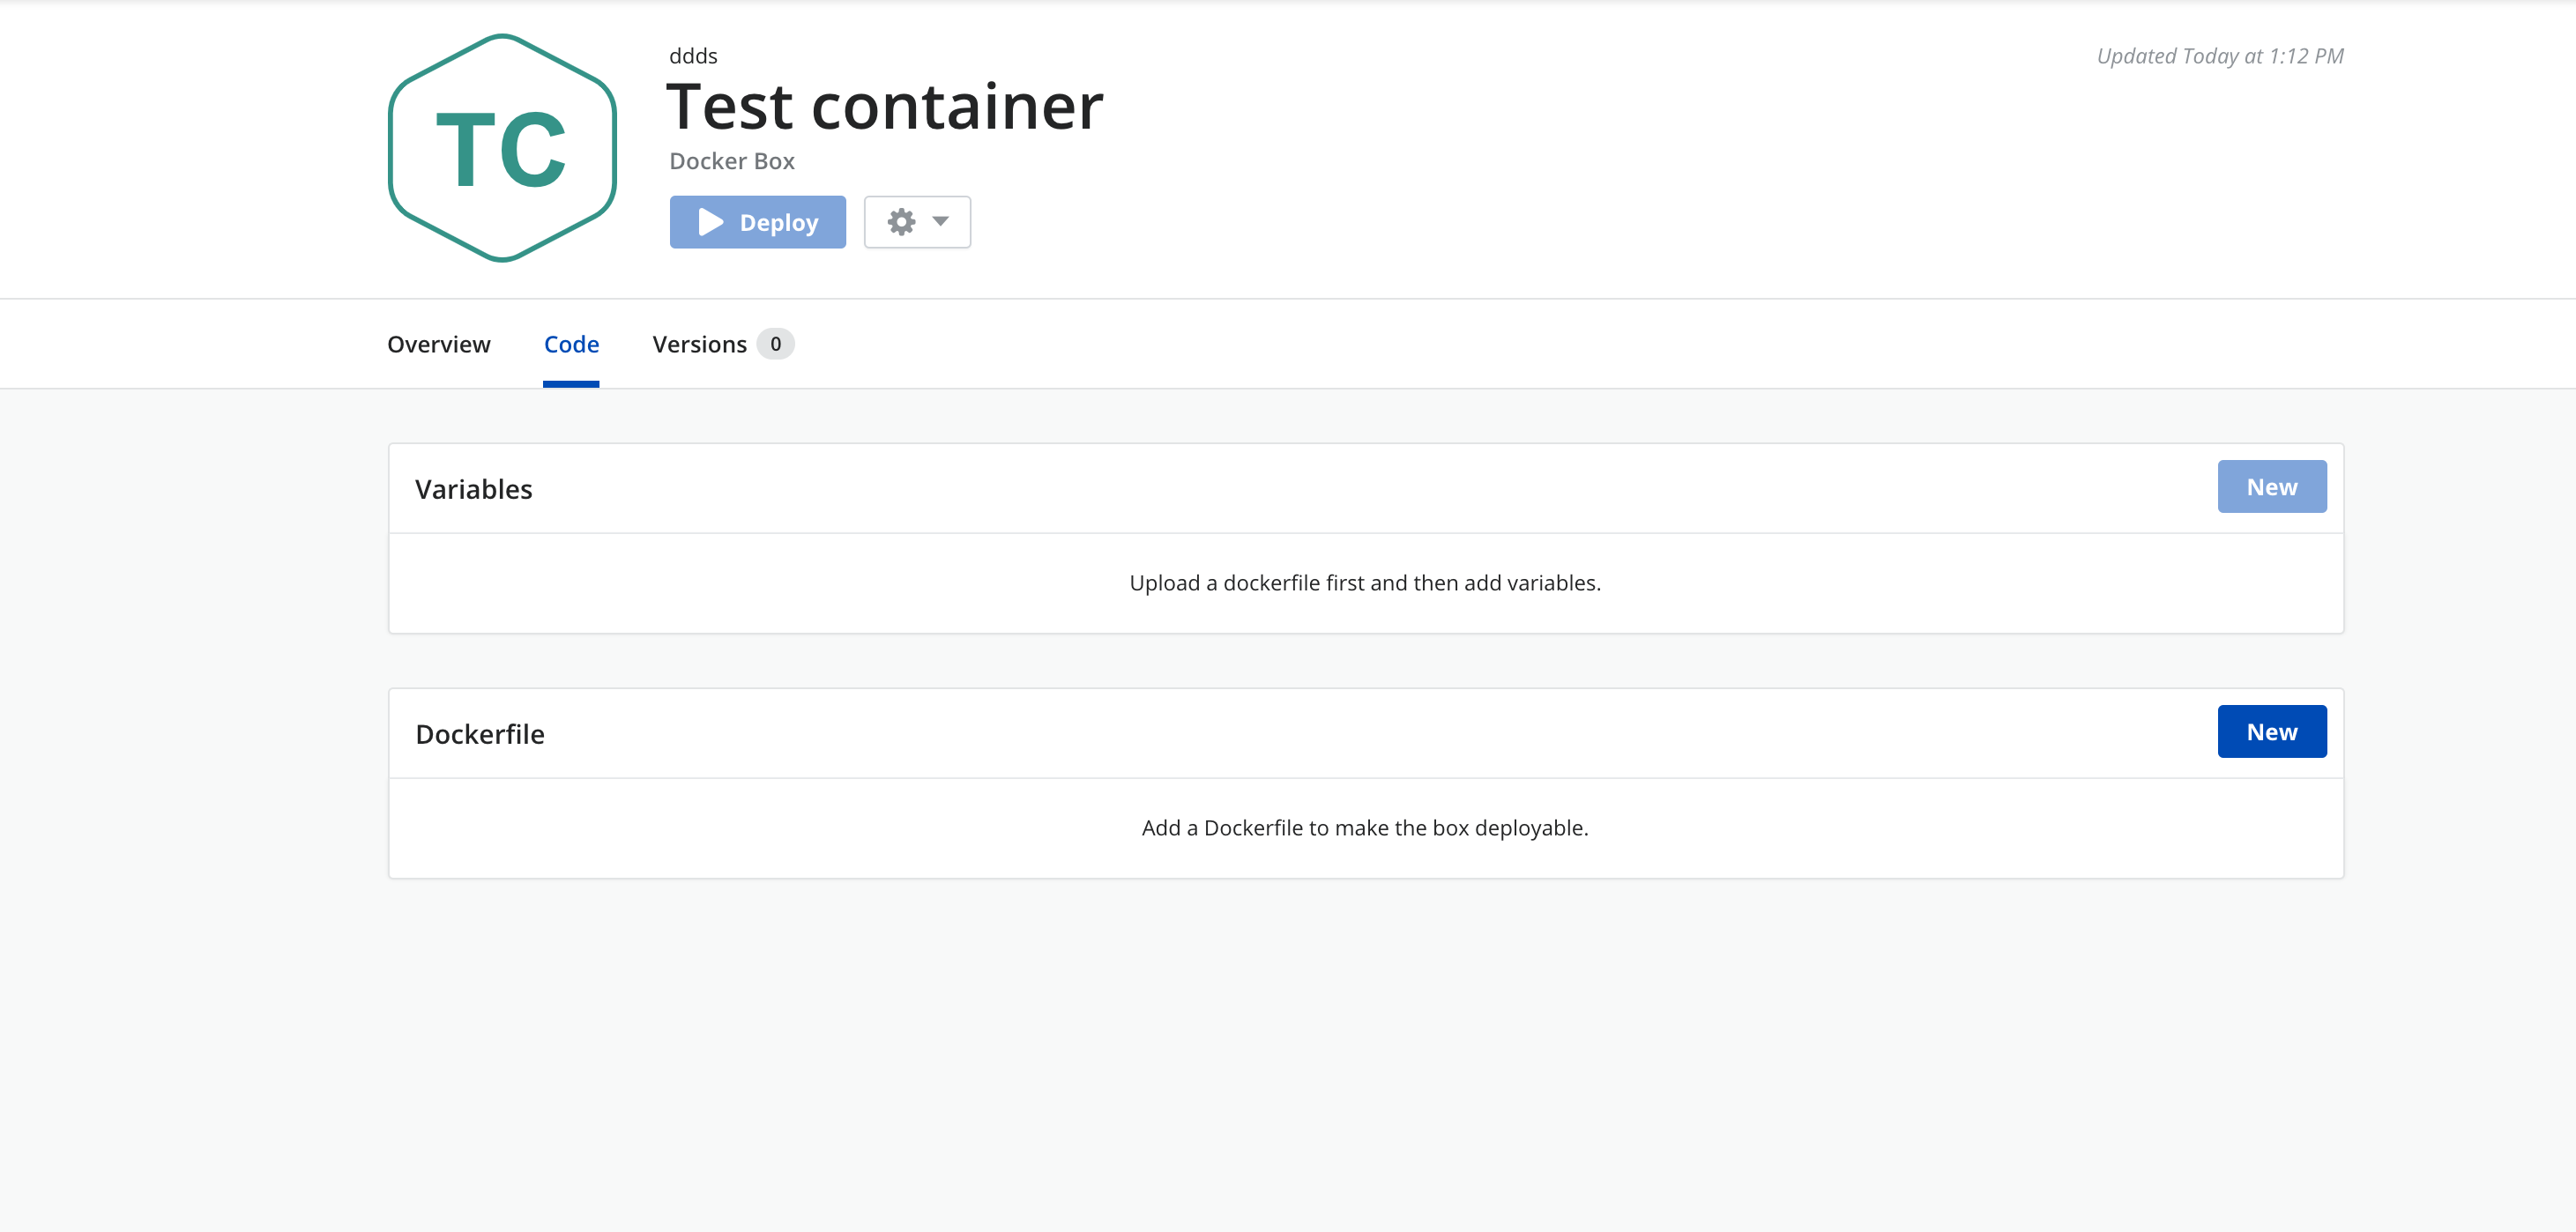 ddds
Updated Today at 1:12 PM
TC
Test container
Docker Box
Deploy
Overview Code Versions 0
Variables New
Upload a dockerfile first and then add variables.
Dockerfile New
Add a Dockerfile to make the box deployable.